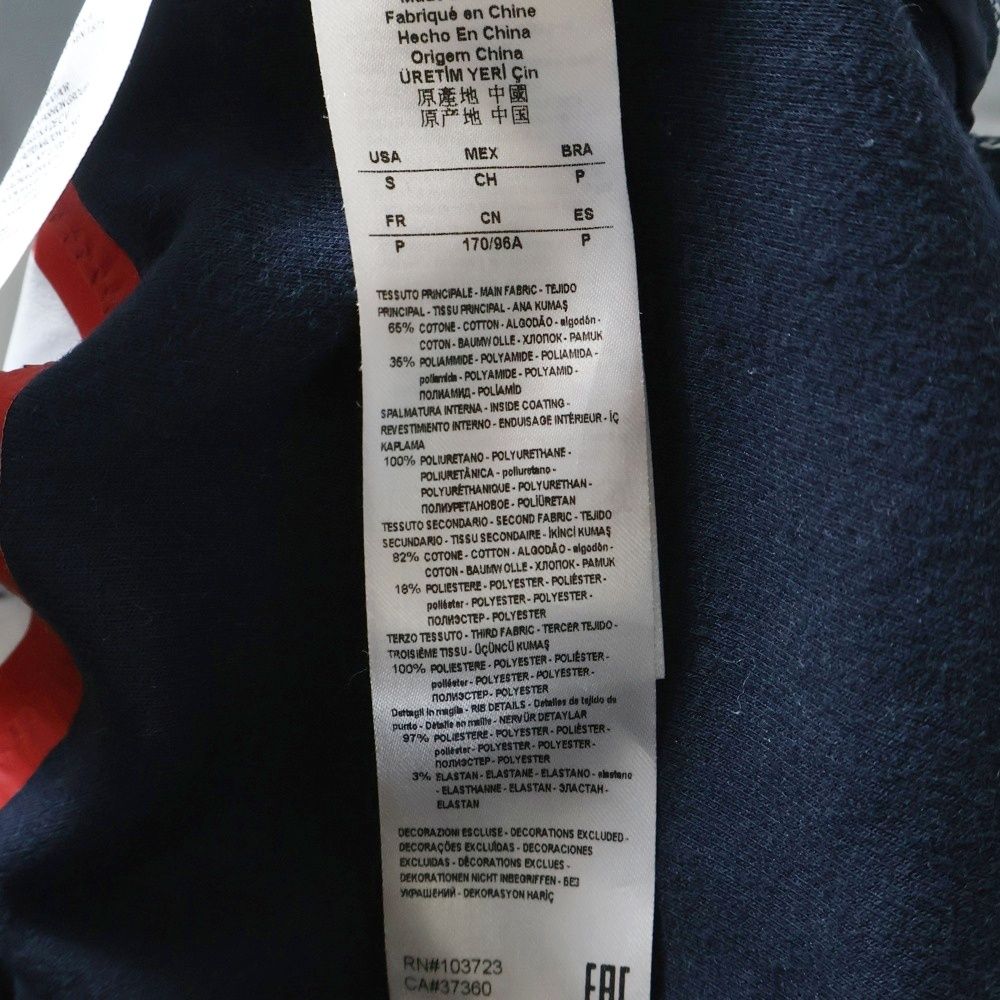 Fabriqué en Chine
Hecho En China
Origem China
ÜRETİM YERİ Çin
原產地 中國
原产地 中国
USA MEX BRA
S CH P
FR CN ES
P 170/96A P
TESSUTO PRINCIPALE - MAIN FABRIC - TEJIDO
PRINCIPAL - TISSU PRINCIPAL - ANA KUMAŞ
65% COTONE - COTTON - ALGODÃO - algodón -
COTON - BAUMWOLLE - ХЛОПОК - PAMUK
35% POLIAMMIDE - POLYAMIDE - POLIAMIDA -
poliamida - POLYAMIDE - POLYAMID -
ПОЛИАМИД - POLİAMİD
SPALMATURA INTERNA - INSIDE COATING -
REVESTIMIENTO INTERNO - ENDUISAGE INTÉRIEUR - İÇ
KAPLAMA
100% POLIURETANO - POLYURETHANE -
POLIURETÂNICA - poliuretano -
POLYURÉTHANIQUE - POLYURETHAN -
ПОЛИУРЕТАНОВОЕ - POLİÜRETAN
TESSUTO SECONDARIO - SECOND FABRIC - TEJIDO
SECUNDARIO - TISSU SECONDAIRE - İKİNCİ KUMAŞ
82% COTONE - COTTON - ALGODÃO - algodón -
COTON - BAUMWOLLE - ХЛОПОК - PAMUK
18% POLIESTERE - POLYESTER - POLIÉSTER -
poliéster - POLYESTER - POLYESTER -
ПОЛИЭСТЕР - POLYESTER
TERZO TESSUTO - THIRD FABRIC - TERCER TEJIDO -
TROISIÈME TISSU - ÜÇÜNCÜ KUMAŞ
100% POLIESTERE - POLYESTER - POLIÉSTER -
poliéster - POLYESTER - POLYESTER -
ПОЛИЭСТЕР - POLYESTER
Dettagli in maglia - RIB DETAILS - Detalles de tejido de
punto - Détails en maille - NERVÜR DETAYLAR
97% POLIESTERE - POLYESTER - POLIÉSTER -
poliéster - POLYESTER - POLYESTER -
ПОЛИЭСТЕР - POLYESTER
3% ELASTAN - ELASTANE - ELASTANO - elastano
- ELASTHANNE - ELASTAN - ЭЛАСТАН -
ELASTAN
DECORAZIONI ESCLUSE - DECORATIONS EXCLUDED -
DECORAÇÕES EXCLUÍDAS - DECORACIONES
EXCLUIDAS - DÉCORATIONS EXCLUES -
DEKORATIONEN NICHT INBEGRIFFEN - БЕЗ
УКРАШЕНИЙ - DEKORASYON HARİÇ
RN#103723
CA#37360
EAC